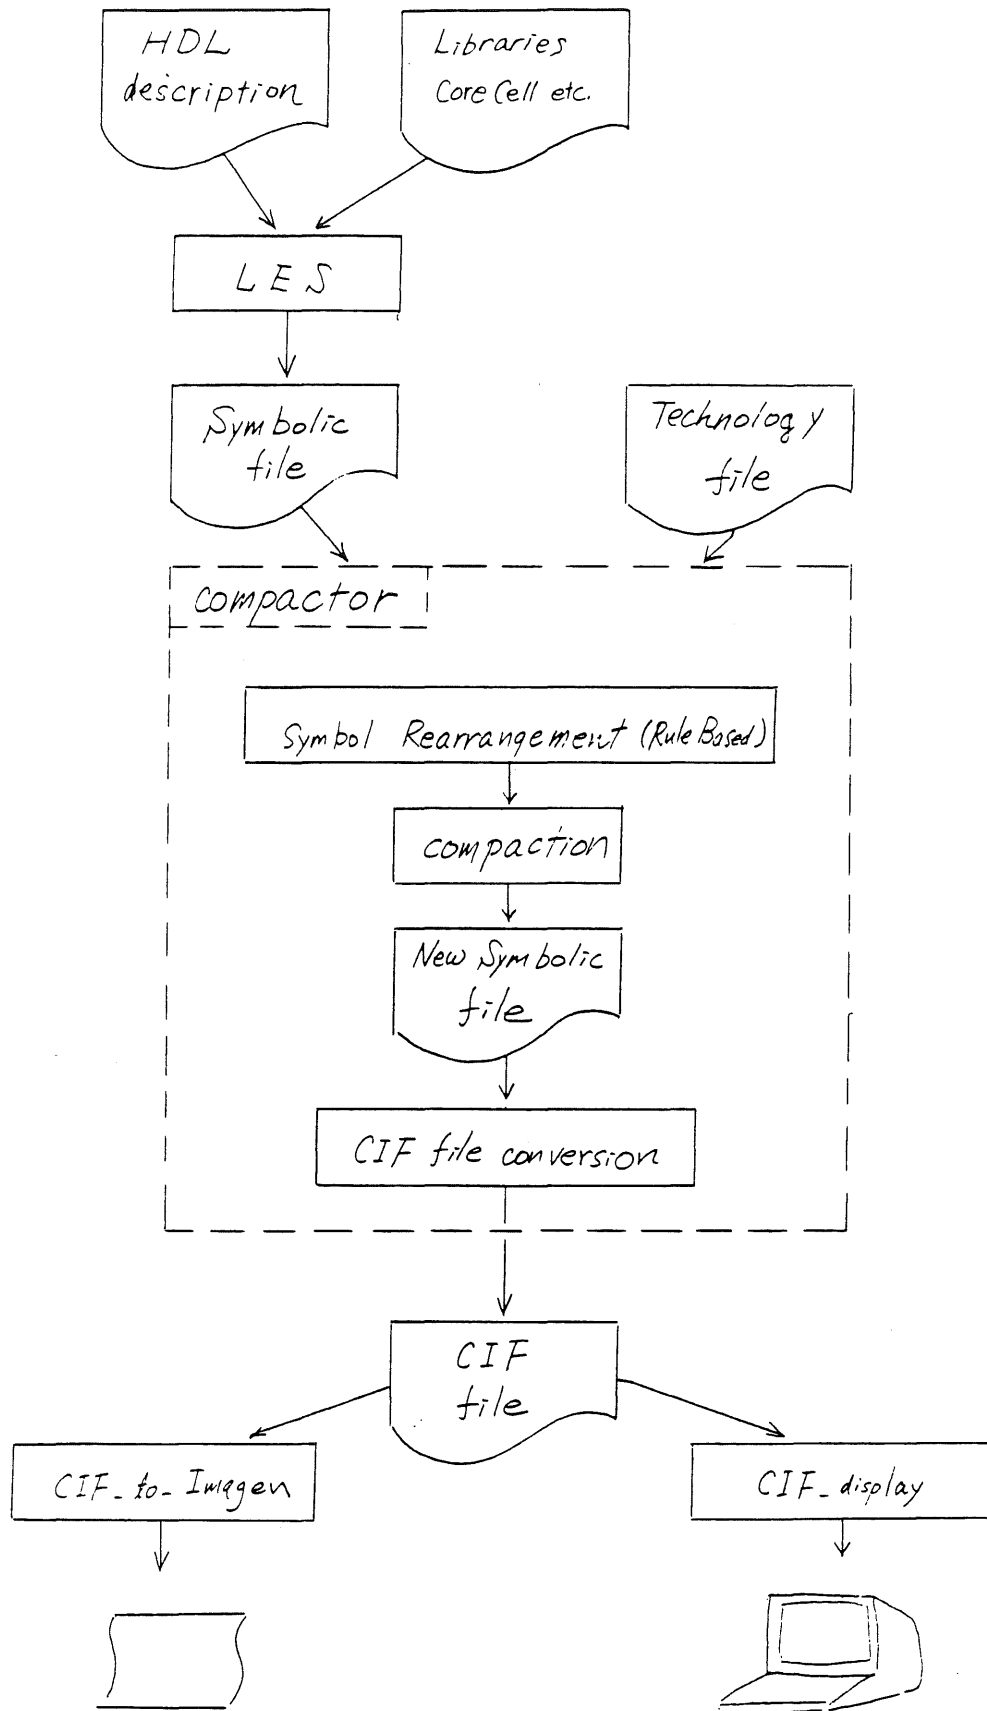 HDL
description
Libraries
Core Cell etc.
LES
Symbolic
file
Technology
file
compactor
Symbol Rearrangement (Rule Based)
compaction
New Symbolic
file
CIF file conversion
CIF
file
CIF_to_Imagen
CIF_display